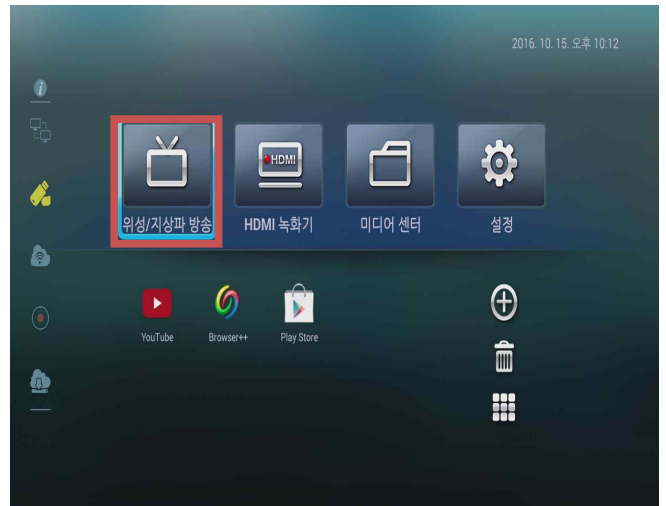 2016. 10. 15. 오후 10:12
i
HDMI
위성/지상파 방송
HDMI 녹화기
미디어 센터
설정
YouTube
Browser++
Play Store